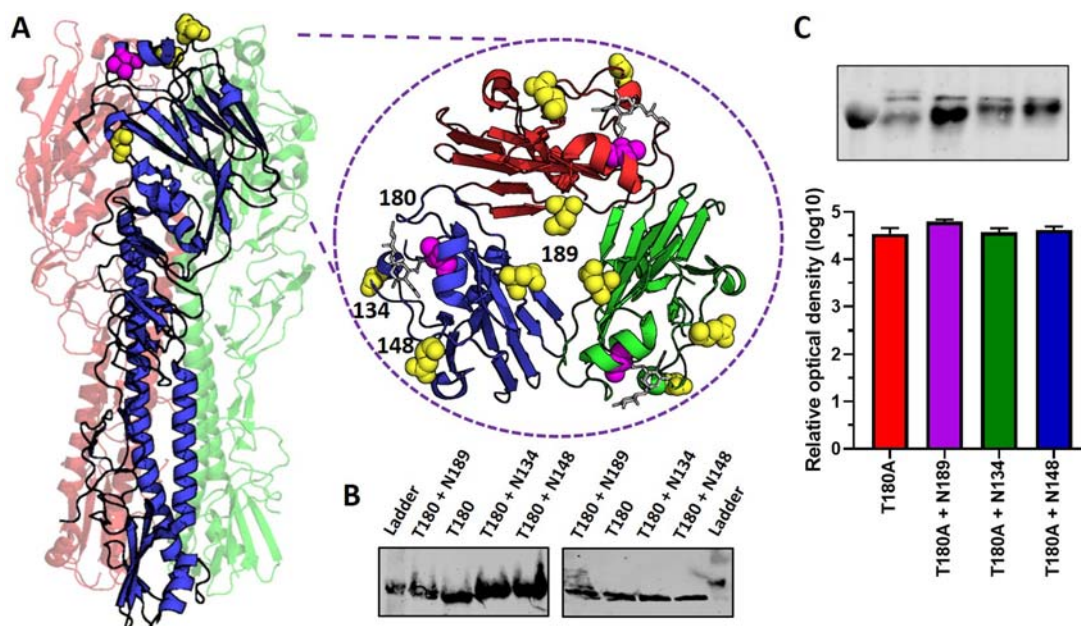 A
C
180
189
134
148
B
Ladder
T180 + N189
T180
T180 + N134
T180 + N148
T180 + N189
T180
T180 + N134
T180 + N148
Ladder
Relative optical density (log10)
5
4
3
2
1
0
T180A
T180A + N189
T180A + N134
T180A + N148